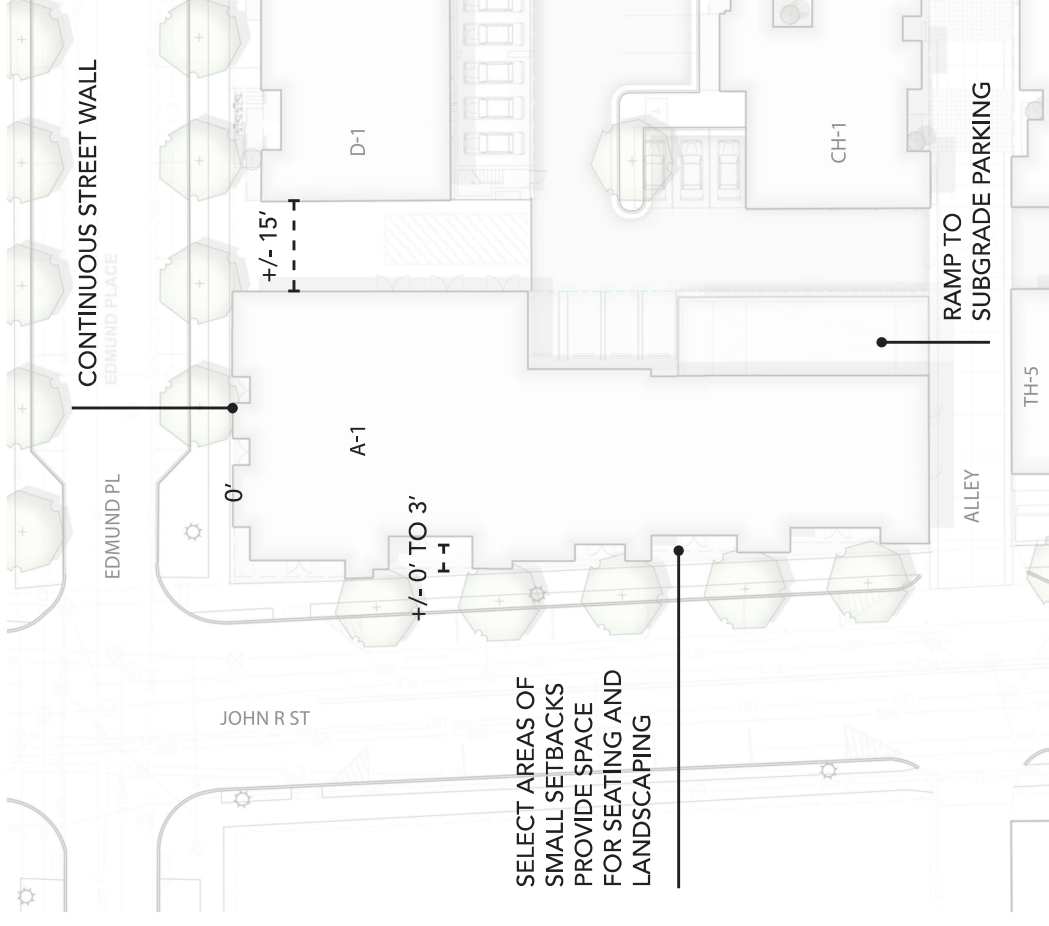 CONTINUOUS STREET WALL
EDMUND PLACE
EDMUND PL
D-1
+/- 15'
CH-1
RAMP TO
SUBGRADE PARKING
A-1
0'
+/- 0' TO 3'
TH-5
ALLEY
JOHN R ST
SELECT AREAS OF
SMALL SETBACKS
PROVIDE SPACE
FOR SEATING AND
LANDSCAPING